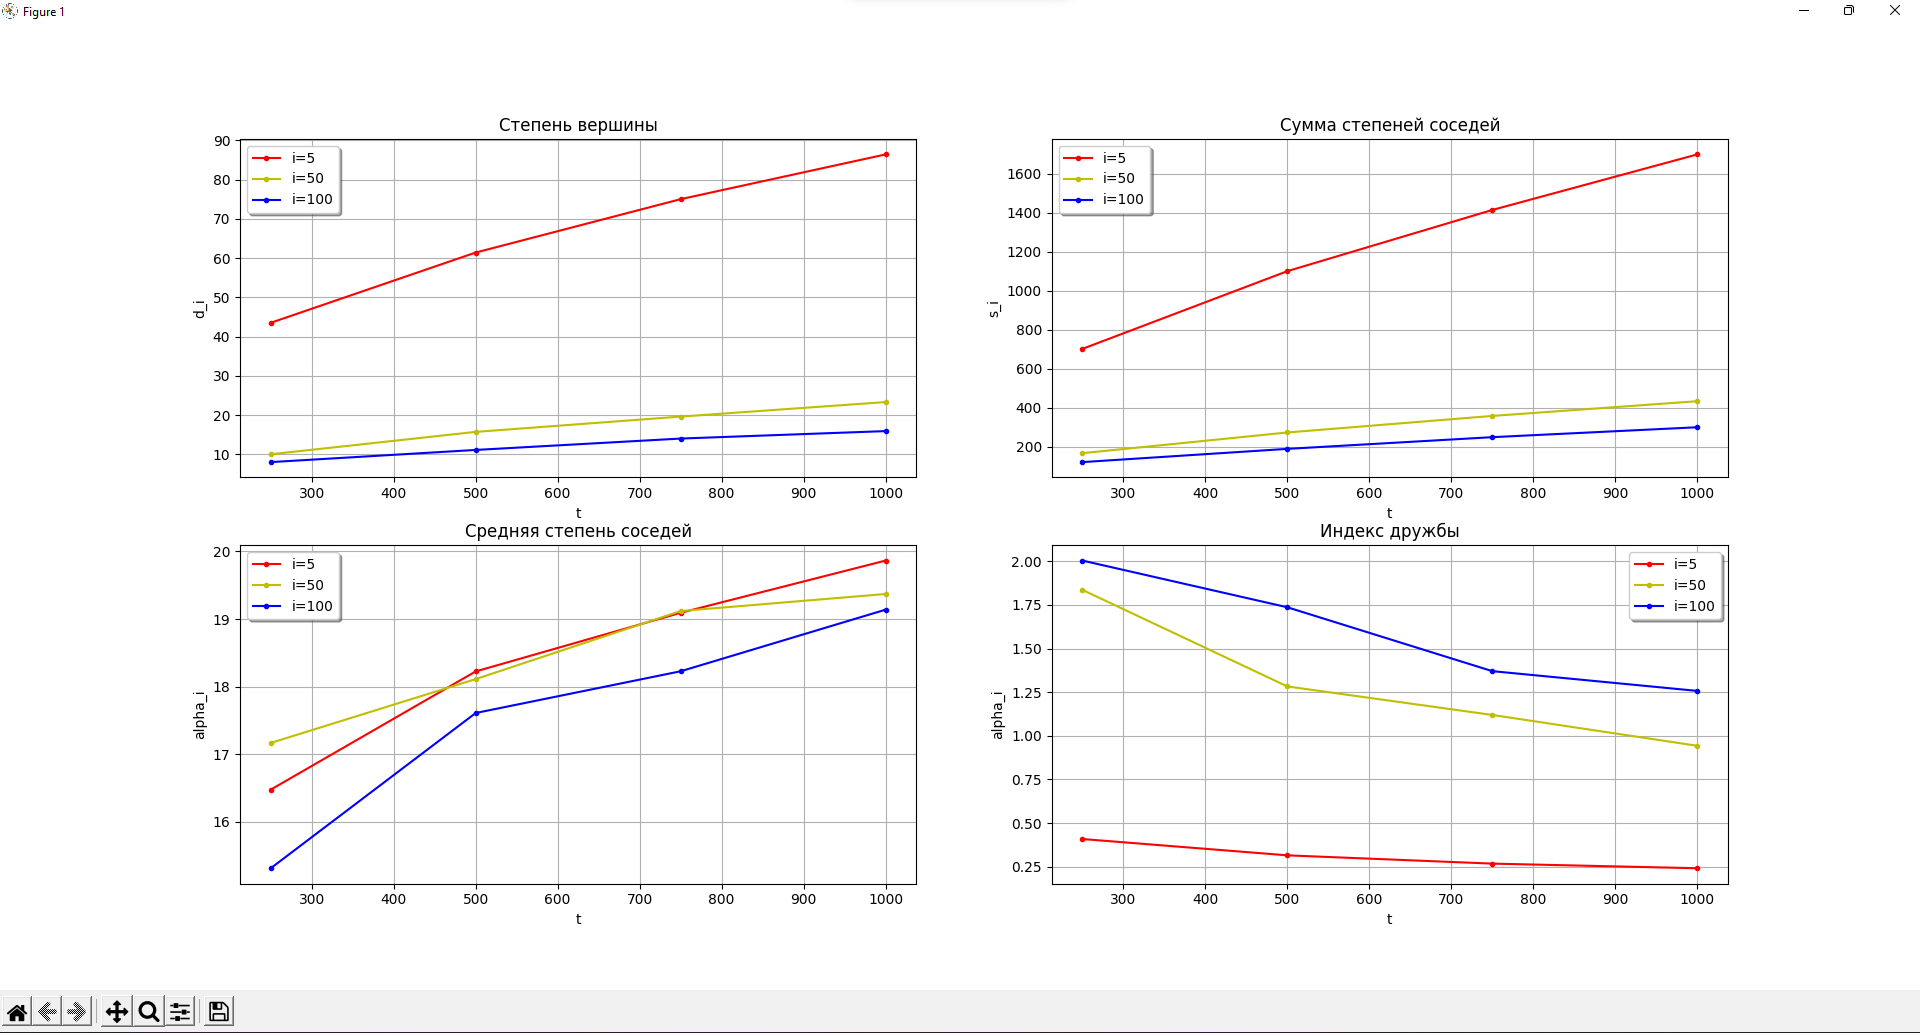 Figure 1
Степень вершины
90
80
70
60
50
40
30
20
10
d_i
i=5
i=50
i=100
300 400 500 600 700 800 900 1000
t
Сумма степеней соседей
1600
1400
1200
1000
800
600
400
200
s_i
i=5
i=50
i=100
300 400 500 600 700 800 900 1000
t
Средняя степень соседей
20
19
18
17
16
alpha_i
i=5
i=50
i=100
300 400 500 600 700 800 900 1000
t
Индекс дружбы
2.00
1.75
1.50
1.25
1.00
0.75
0.50
0.25
alpha_i
i=5
i=50
i=100
300 400 500 600 700 800 900 1000
t